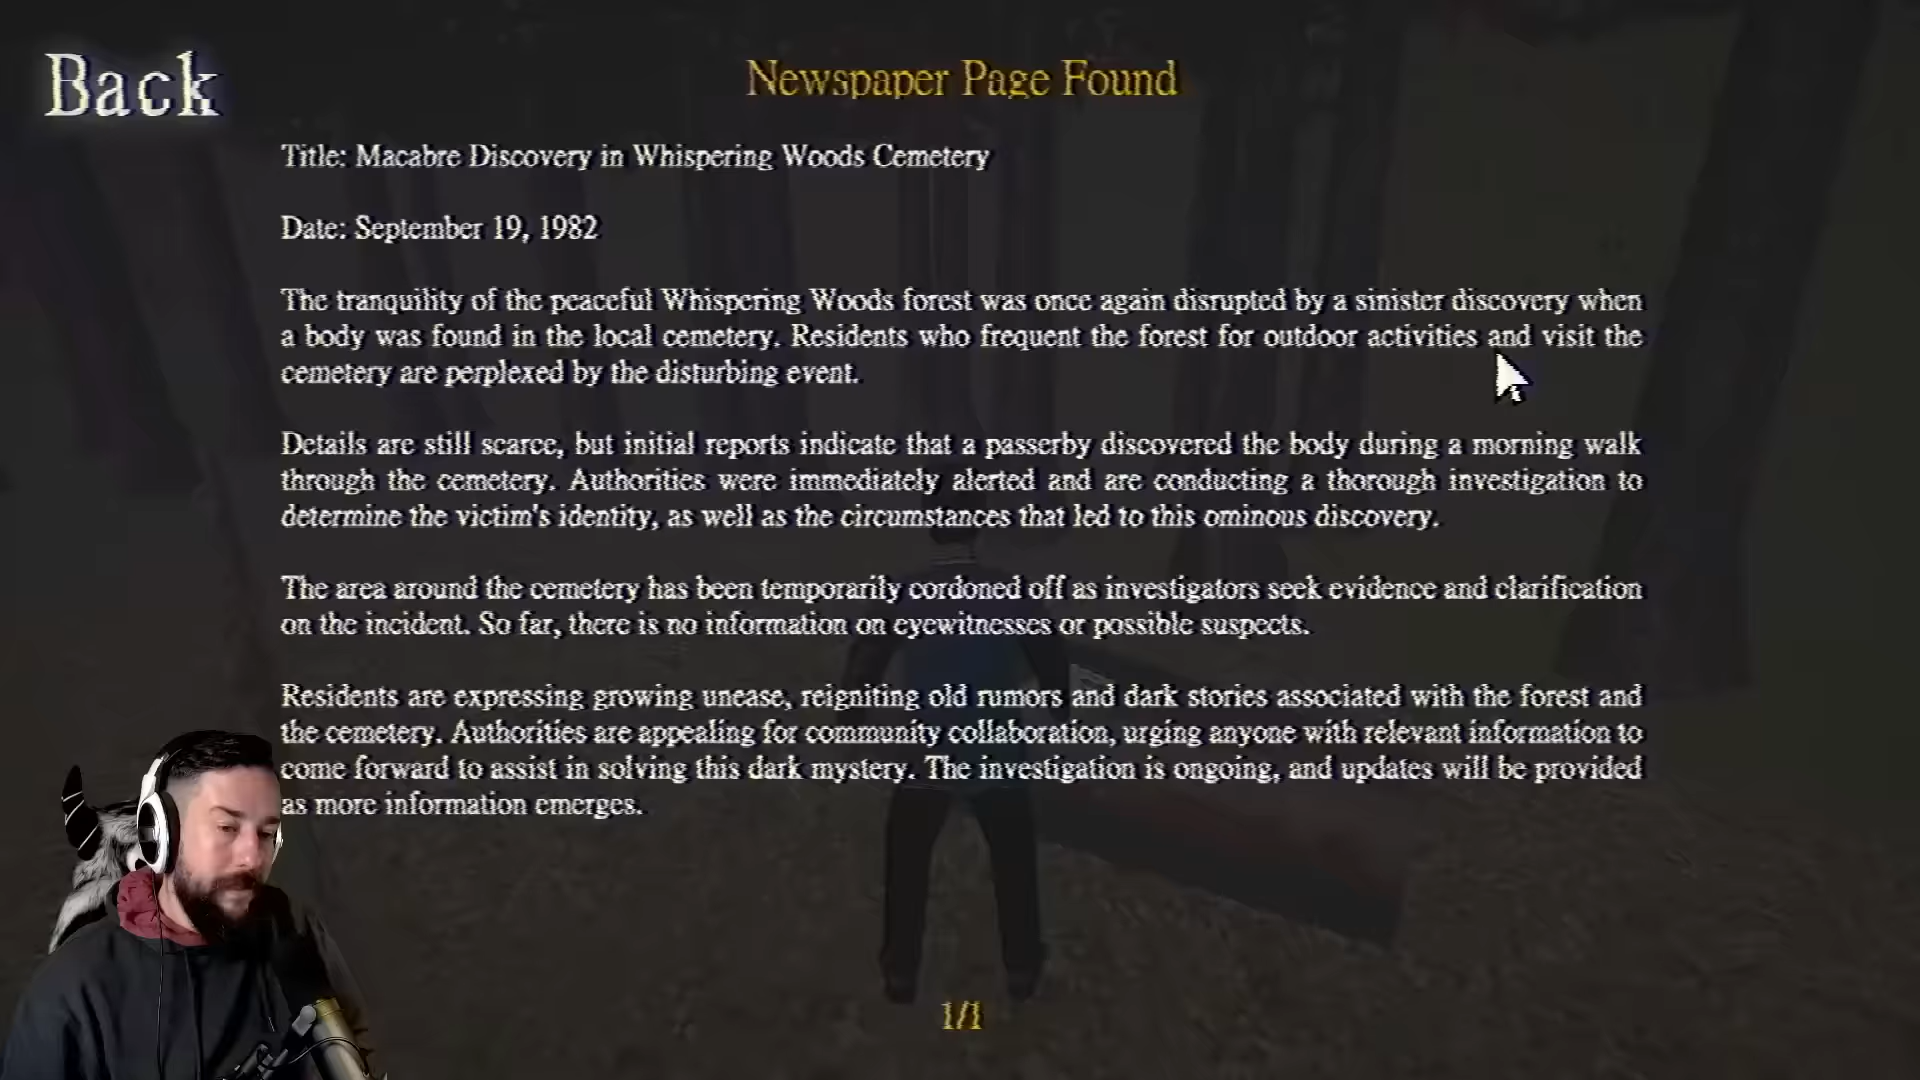 Back
Newspaper Page Found
Title: Macabre Discovery in Whispering Woods Cemetery
Date: September 19, 1982
The tranquility of the peaceful Whispering Woods forest was once again disrupted by a sinister discovery when
a body was found in the local cemetery. Residents who frequent the forest for outdoor activities and visit the
cemetery are perplexed by the disturbing event.
Details are still scarce, but initial reports indicate that a passerby discovered the body during a morning walk
through the cemetery. Authorities were immediately alerted and are conducting a thorough investigation to
determine the victim's identity, as well as the circumstances that led to this ominous discovery.
The area around the cemetery has been temporarily cordoned off as investigators seek evidence and clarification
on the incident. So far, there is no information on eyewitnesses or possible suspects.
Residents are expressing growing unease, reigniting old rumors and dark stories associated with the forest and
the cemetery. Authorities are appealing for community collaboration, urging anyone with relevant information to
come forward to assist in solving this dark mystery. The investigation is ongoing, and updates will be provided
as more information emerges.
1/1